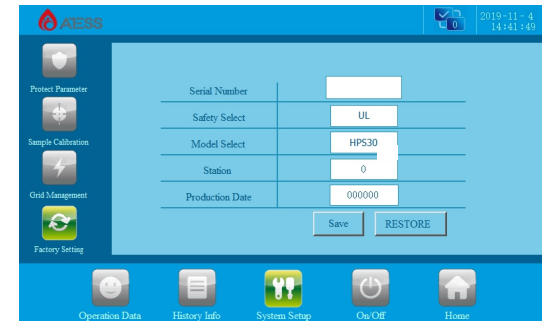 ATESS
0
2019-11- 4
14:41:49
Protect Parameter
Sample Calibration
Grid Management
Factory Setting
Serial Number
Safety Select UL
Model Select HPS30
Station 0
Production Date 000000
Save RESTORE
Operation Data History Info System Setup On/Off Home